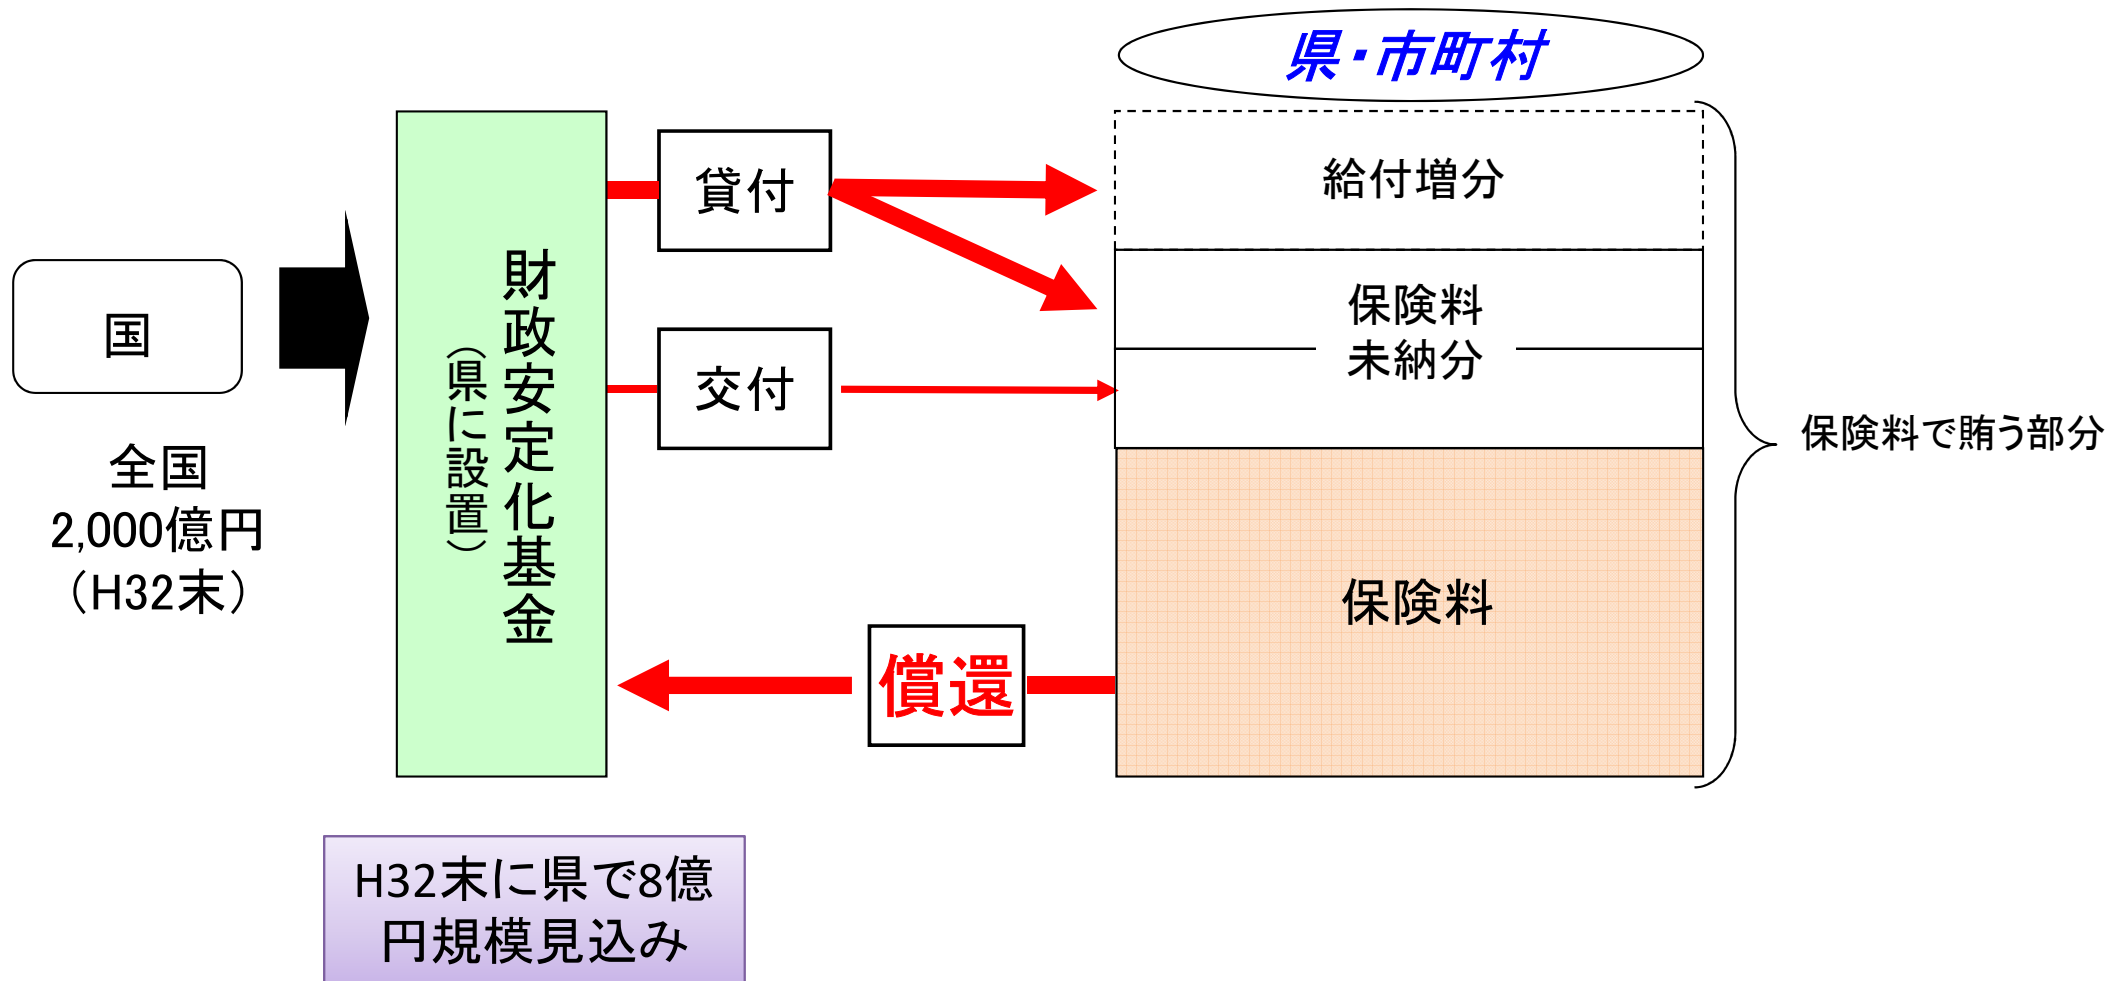 県・市町村
国
全国
2,000億円
（H32末）
財政安定化基金
（県に設置）
貸付
交付
給付増分
保険料
未納分
保険料
償還
保険料で賄う部分
H32末に県で8億
円規模見込み